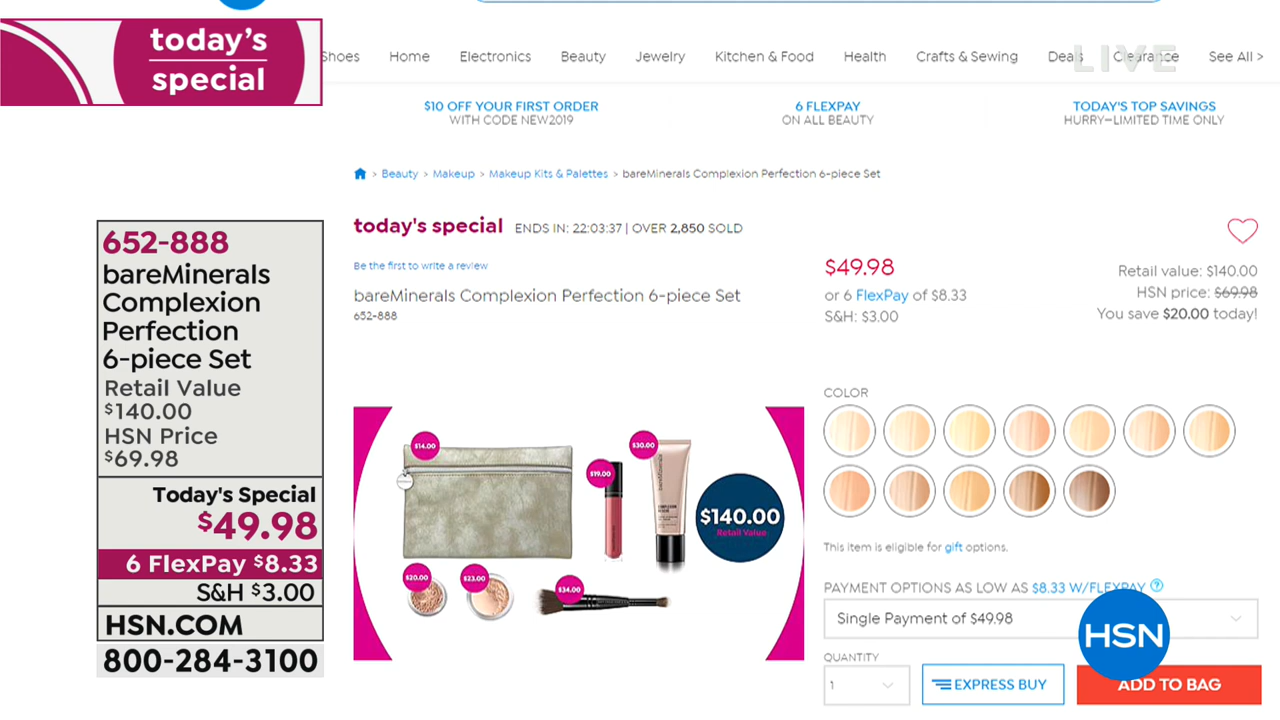 today's
special
Shoes
Home
Electronics
Beauty
Jewelry
Kitchen & Food
Health
Crafts & Sewing
Deals
Clearance
See All >
LIVE
$10 OFF YOUR FIRST ORDER
WITH CODE NEW2019
6 FLEXPAY
ON ALL BEAUTY
TODAY'S TOP SAVINGS
HURRY—LIMITED TIME ONLY
> Beauty > Makeup > Makeup Kits & Palettes > bareMinerals Complexion Perfection 6-piece Set
today's special ENDS IN: 22:03:37 | OVER 2,850 SOLD
Be the first to write a review
bareMinerals Complexion Perfection 6-piece Set
652-888
$49.98
or 6 FlexPay of $8.33
S&H: $3.00
Retail value: $140.00
HSN price: $69.98
You save $20.00 today!
652-888
bareMinerals
Complexion
Perfection
6-piece Set
Retail Value
$140.00
HSN Price
$69.98
Today's Special
$49.98
6 FlexPay $8.33
S&H $3.00
HSN.COM
800-284-3100
$14.00
$19.00
$30.00
bareMinerals
$140.00
Retail Value
$20.00
$23.00
$34.00
COLOR
This item is eligible for gift options.
PAYMENT OPTIONS AS LOW AS $8.33 W/FLEXPAY ?
Single Payment of $49.98
HSN
QUANTITY
1
EXPRESS BUY
ADD TO BAG